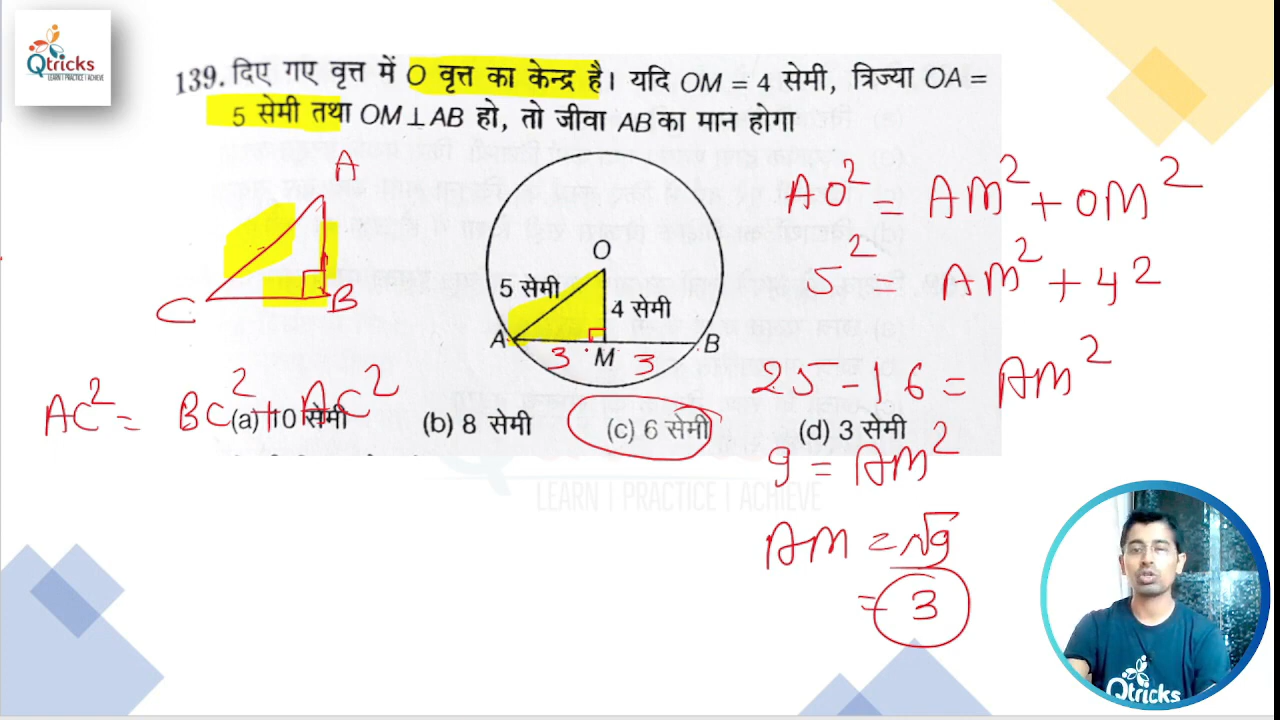 Qtricks
LEARN | PRACTICE | ACHIEVE
139. दिए गए वृत्त में O वृत्त का केन्द्र है। यदि OM = 4 सेमी, त्रिज्या OA =
5 सेमी तथा OM ⊥ AB हो, तो जीवा AB का मान होगा
A
C
B
AC² = BC² + AC²
O
5 सेमी
4 सेमी
A
M
B
3
3
(a) 10 सेमी (b) 8 सेमी (c) 6 सेमी (d) 3 सेमी
AO² = AM² + OM²
5² = AM² + 4²
25 - 16 = AM²
9 = AM²
AM = √9
= 3
LEARN | PRACTICE | ACHIEVE
Qtricks